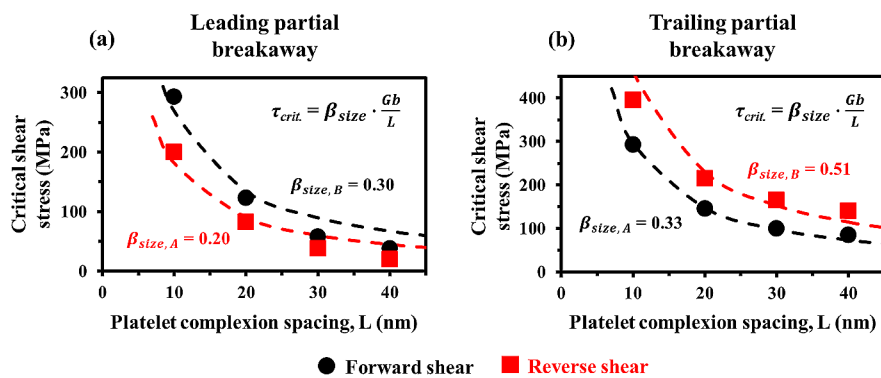 Leading partial
breakaway
(a)
Critical shear
stress (MPa)
300
200
100
0
τcrit. = βsize · Gb/L
βsize, B = 0.30
βsize, A = 0.20
0 10 20 30 40
Platelet complexion spacing, L (nm)
Trailing partial
breakaway
(b)
Critical shear
stress (MPa)
400
300
200
100
0
τcrit. = βsize · Gb/L
βsize, B = 0.51
βsize, A = 0.33
0 10 20 30 40
Platelet complexion spacing, L (nm)
Forward shear
Reverse shear